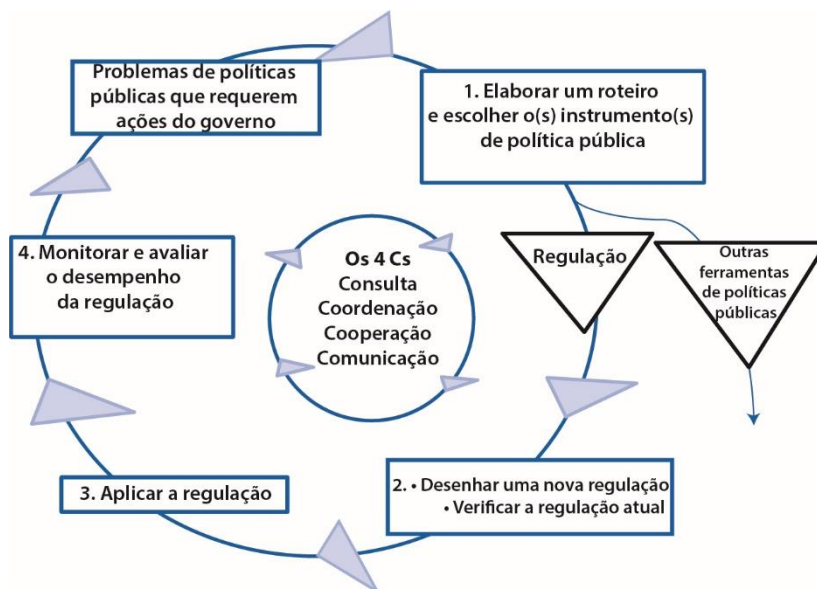 Problemas de políticas
públicas que requerem
ações do governo
1. Elaborar um roteiro
e escolher o(s) instrumento(s)
de política pública
Regulação
Outras
ferramentas
de políticas
públicas
2. • Desenhar uma nova regulação
• Verificar a regulação atual
3. Aplicar a regulação
4. Monitorar e avaliar
o desempenho
da regulação
Os 4 Cs
Consulta
Coordenação
Cooperação
Comunicação